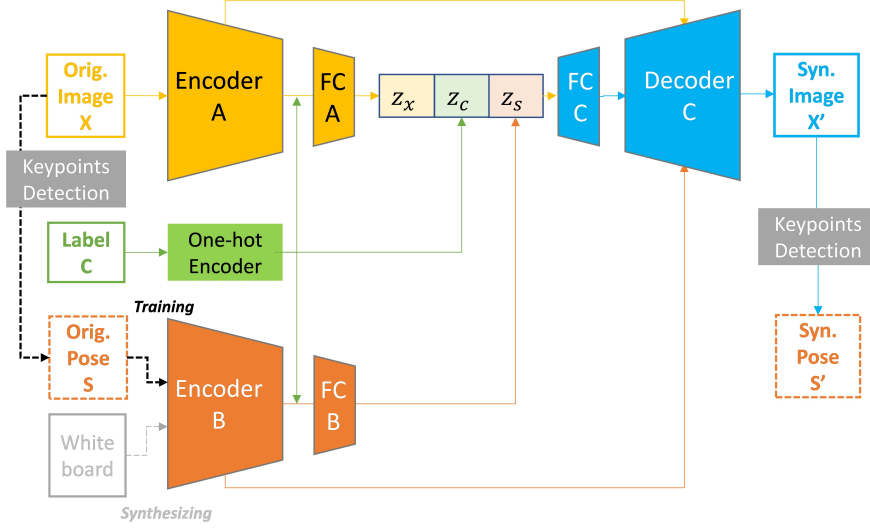 Orig.
Image
X
Encoder
A
FC
A
z_x
z_c
z_s
FC
C
Decoder
C
Syn.
Image
X'
Keypoints
Detection
Label
C
One-hot
Encoder
Keypoints
Detection
Training
Orig.
Pose
S
Encoder
B
FC
B
Syn.
Pose
S'
White
board
Synthesizing